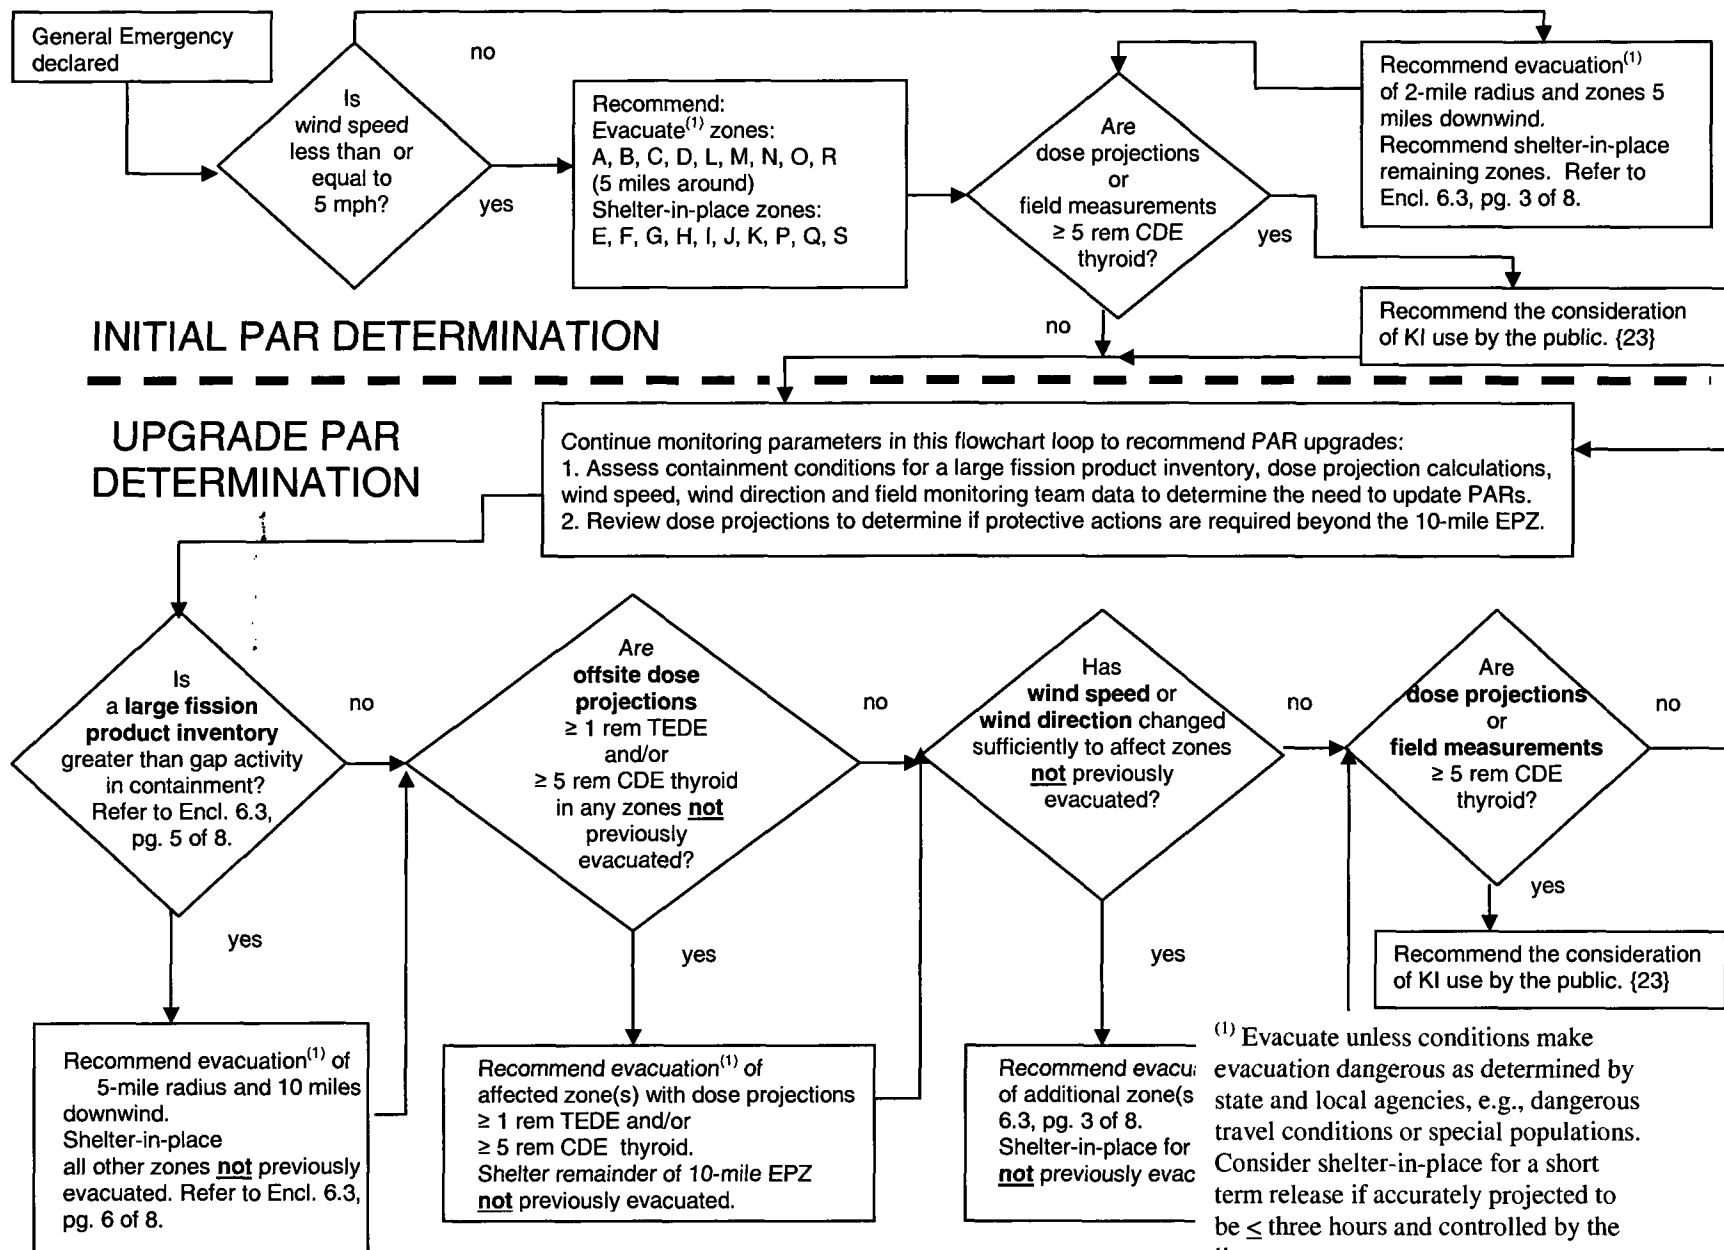 General Emergency
declared
Is
wind speed
less than or
equal to
5 mph?
no
yes
Recommend:
Evacuate(1) zones:
A, B, C, D, L, M, N, O, R
(5 miles around)
Shelter-in-place zones:
E, F, G, H, I, J, K, P, Q, S
Are
dose projections
or
field measurements
≥ 5 rem CDE
thyroid?
yes
no
Recommend evacuation(1)
of 2-mile radius and zones 5
miles downwind.
Recommend shelter-in-place
remaining zones. Refer to
Encl. 6.3, pg. 3 of 8.
Recommend the consideration
of KI use by the public. {23}
INITIAL PAR DETERMINATION
UPGRADE PAR
DETERMINATION
Continue monitoring parameters in this flowchart loop to recommend PAR upgrades:
1. Assess containment conditions for a large fission product inventory, dose projection calculations,
wind speed, wind direction and field monitoring team data to determine the need to update PARs.
2. Review dose projections to determine if protective actions are required beyond the 10-mile EPZ.
Is
a large fission
product inventory
greater than gap activity
in containment?
Refer to Encl. 6.3,
pg. 5 of 8.
no
yes
Are
offsite dose
projections
≥ 1 rem TEDE
and/or
≥ 5 rem CDE thyroid
in any zones not
previously
evacuated?
no
yes
Has
wind speed or
wind direction changed
sufficiently to affect zones
not previously
evacuated?
no
yes
Are
dose projections
or
field measurements
≥ 5 rem CDE
thyroid?
no
yes
Recommend the consideration
of KI use by the public. {23}
Recommend evacuation(1) of
5-mile radius and 10 miles
downwind.
Shelter-in-place
all other zones not previously
evacuated. Refer to Encl. 6.3,
pg. 6 of 8.
Recommend evacuation(1) of
affected zone(s) with dose projections
≥ 1 rem TEDE and/or
≥ 5 rem CDE thyroid.
Shelter remainder of 10-mile EPZ
not previously evacuated.
Recommend
of additional
6.3, pg. 3 of 8.
Shelter-in-place for
not previously
(1) Evacuate unless conditions make
evacuation dangerous as determined by
state and local agencies, e.g., dangerous
travel conditions or special populations.
Consider shelter-in-place for a short
term release if accurately projected to
be ≤ three hours and controlled by the